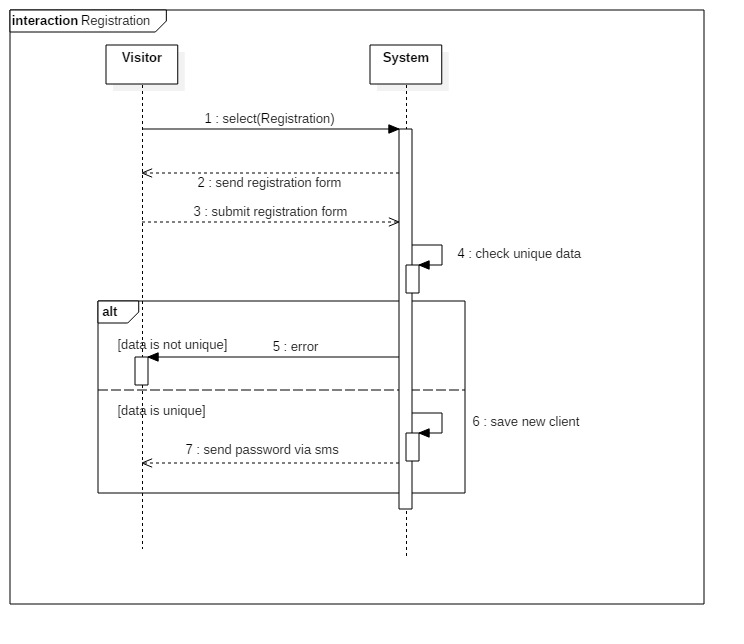 interaction Registration
Visitor
System
1 : select(Registration)
2 : send registration form
3 : submit registration form
4 : check unique data
alt
[data is not unique]
5 : error
[data is unique]
6 : save new client
7 : send password via sms